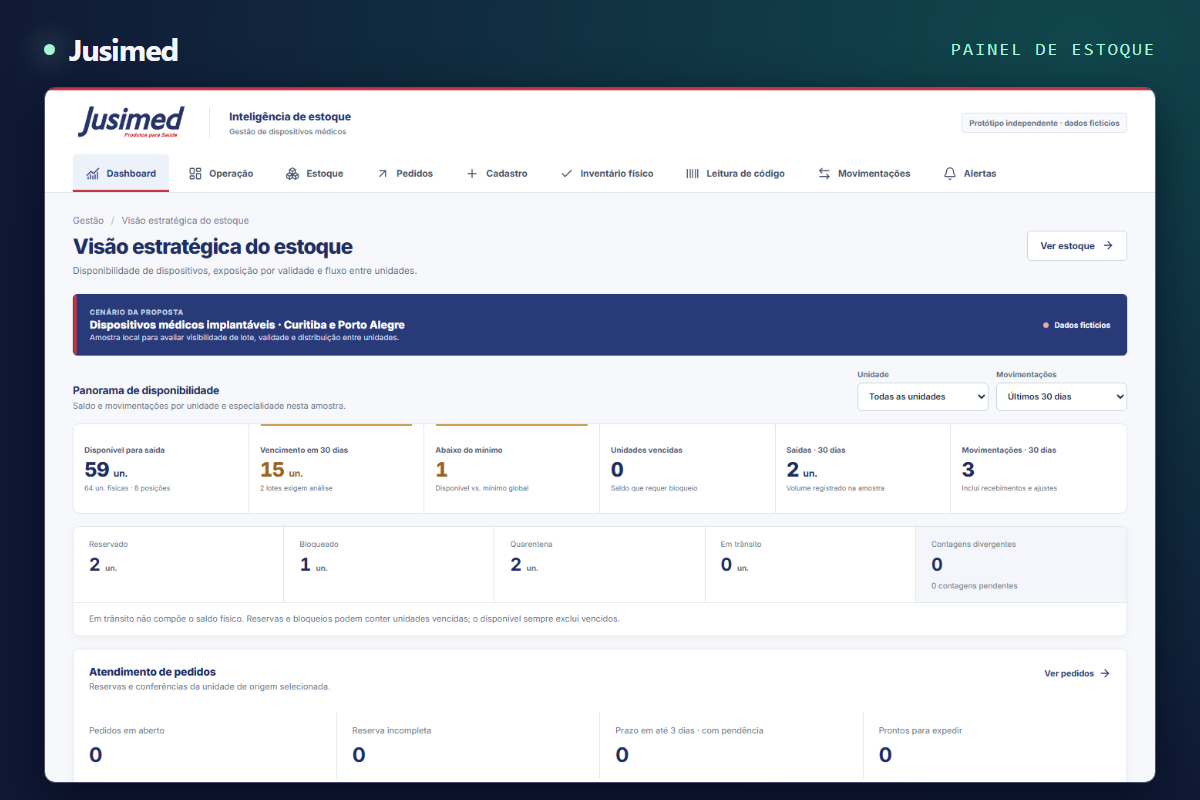 Jusimed
PAINEL DE ESTOQUE
Jusimed
Produtos para Saúde
Inteligência de estoque
Gestão de dispositivos médicos
Protótipo independente · dados fictícios
Dashboard
Operação
Estoque
Pedidos
Cadastro
Inventário físico
Leitura de código
Movimentações
Alertas
Gestão / Visão estratégica do estoque
Visão estratégica do estoque
Disponibilidade de dispositivos, exposição por validade e fluxo entre unidades.
Ver estoque
CENÁRIO DA PROPOSTA
Dispositivos médicos implantáveis · Curitiba e Porto Alegre
Amostra local para avaliar visibilidade de lote, validade e distribuição entre unidades.
Dados fictícios
Panorama de disponibilidade
Saldo e movimentações por unidade e especialidade nesta amostra.
Unidade
Todas as unidades
Movimentações
Últimos 30 dias
Disponível para saída
59 un.
64 un. físicas · 8 posições
Vencimento em 30 dias
15 un.
2 lotes exigem análise
Abaixo do mínimo
1
Disponível vs. mínimo global
Unidades vencidas
0
Saldo que requer bloqueio
Saídas · 30 dias
2 un.
Volume registrado na amostra
Movimentações · 30 dias
3
Inclui recebimentos e ajustes
Reservado
2 un.
Bloqueado
1 un.
Quarentena
2 un.
Em trânsito
0 un.
Contagens divergentes
0
0 contagens pendentes
Em trânsito não compõe o saldo físico. Reservas e bloqueios podem conter unidades vencidas; o disponível sempre exclui vencidos.
Atendimento de pedidos
Reservas e conferências da unidade de origem selecionada.
Ver pedidos
Pedidos em aberto
0
Reserva incompleta
0
Prazo em até 3 dias · com pendência
0
Prontos para expedir
0